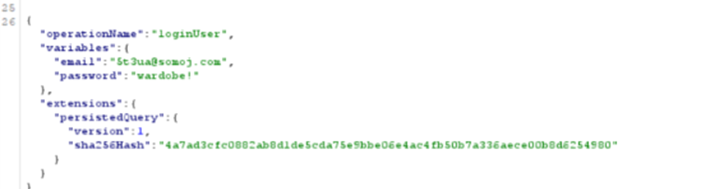 25
26 {
"operationName":"loginUser",
"variables":{
"email":"5t3ua@somoj.com",
"password":"wardobe!"
},
"extensions":{
"persistedQuery":{
"version":1,
"sha256Hash":"4a7ad3cfc0882ab8d1de5cda75e9bbe06e4ac4fb50b7a336aece00b8d6254980"
}
}
}